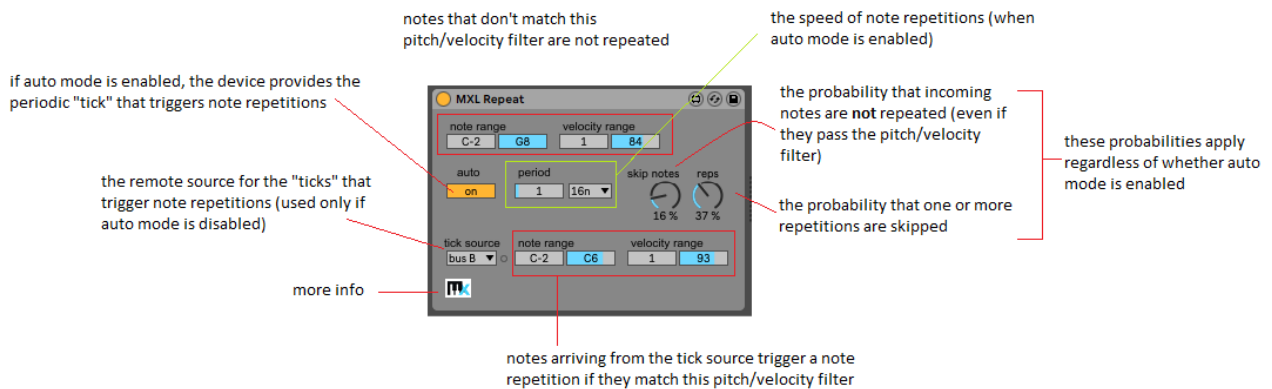 notes that don't match this
pitch/velocity filter are not repeated
the speed of note repetitions (when
auto mode is enabled)
if auto mode is enabled, the device provides the
periodic "tick" that triggers note repetitions
the remote source for the "ticks" that
trigger note repetitions (used only if
auto mode is disabled)
more info
MXL Repeat
note range
velocity range
C-2
G8
1
84
auto
period
skip notes
reps
on
1
16n
16 %
37 %
tick source
note range
velocity range
bus B
C-2
C6
1
93
the probability that incoming
notes are not repeated (even if
they pass the pitch/velocity
filter)
the probability that one or more
repetitions are skipped
these probabilities apply
regardless of whether auto
mode is enabled
notes arriving from the tick source trigger a note
repetition if they match this pitch/velocity filter